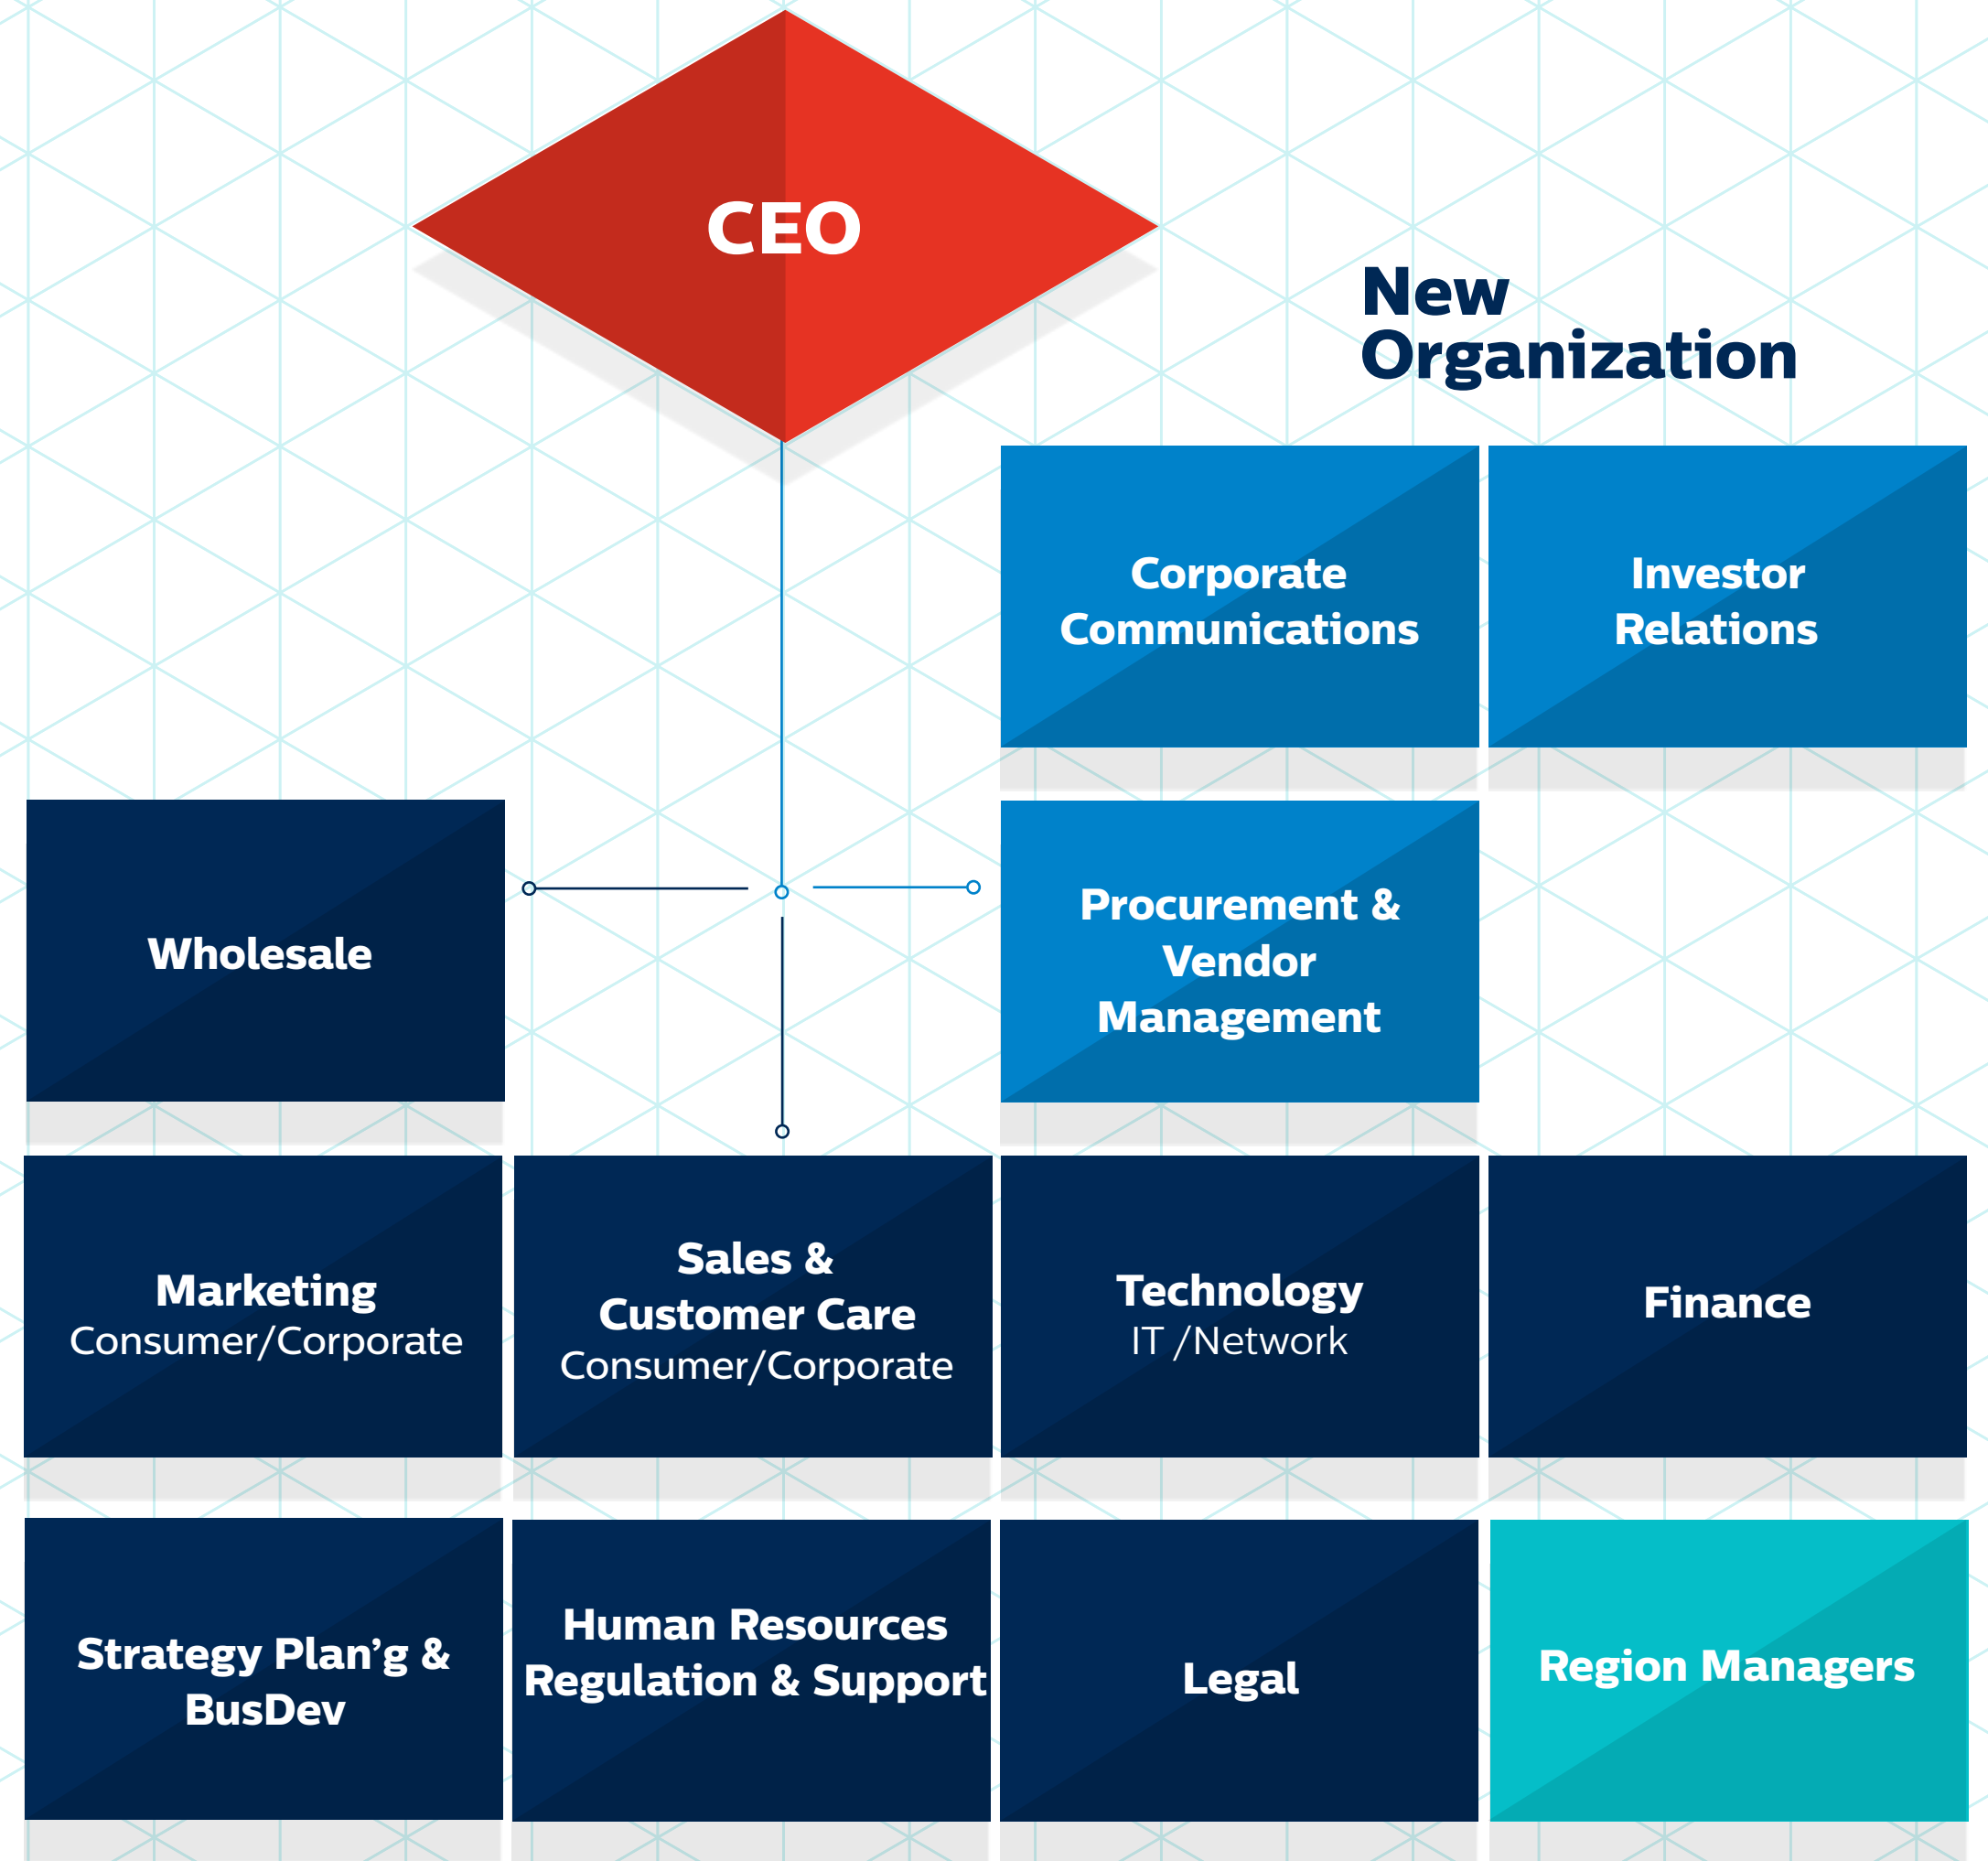 CEO
New
Organization
Corporate
Communications
Investor
Relations
Wholesale
Procurement &
Vendor
Management
Marketing
Consumer/Corporate
Sales &
Customer Care
Consumer/Corporate
Technology
IT /Network
Finance
Strategy Plan’g &
BusDev
Human Resources
Regulation & Support
Legal
Region Managers